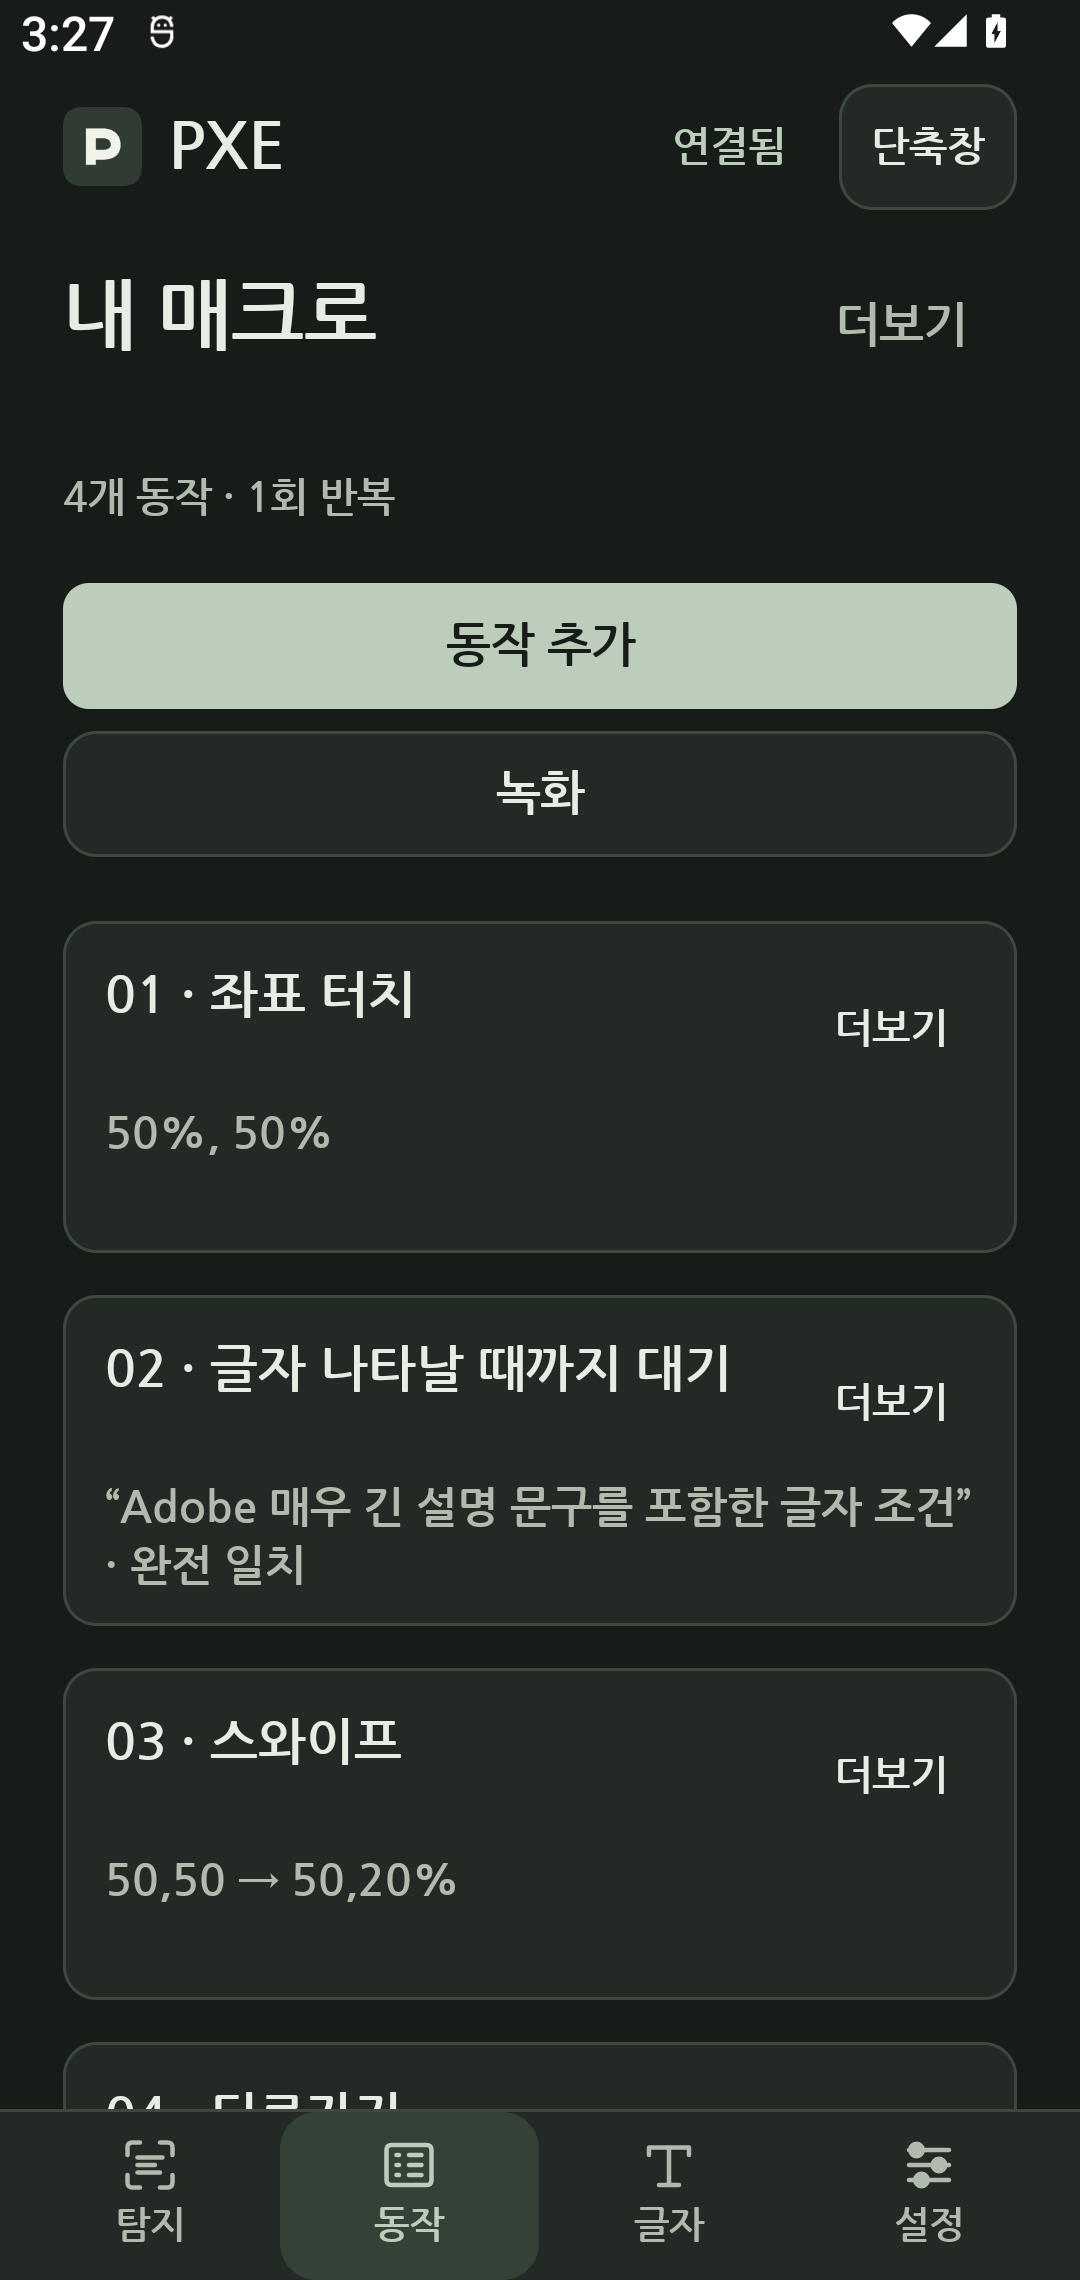 3:27
P PXE 연결됨 단축창
내 매크로 더보기
4개 동작 · 1회 반복
동작 추가
녹화
01 · 좌표 터치 더보기
50%, 50%
02 · 글자 나타날 때까지 대기 더보기
“Adobe 매우 긴 설명 문구를 포함한 글자 조건”
· 완전 일치
03 · 스와이프 더보기
50,50 → 50,20%
04 ·
탐지 동작 글자 설정